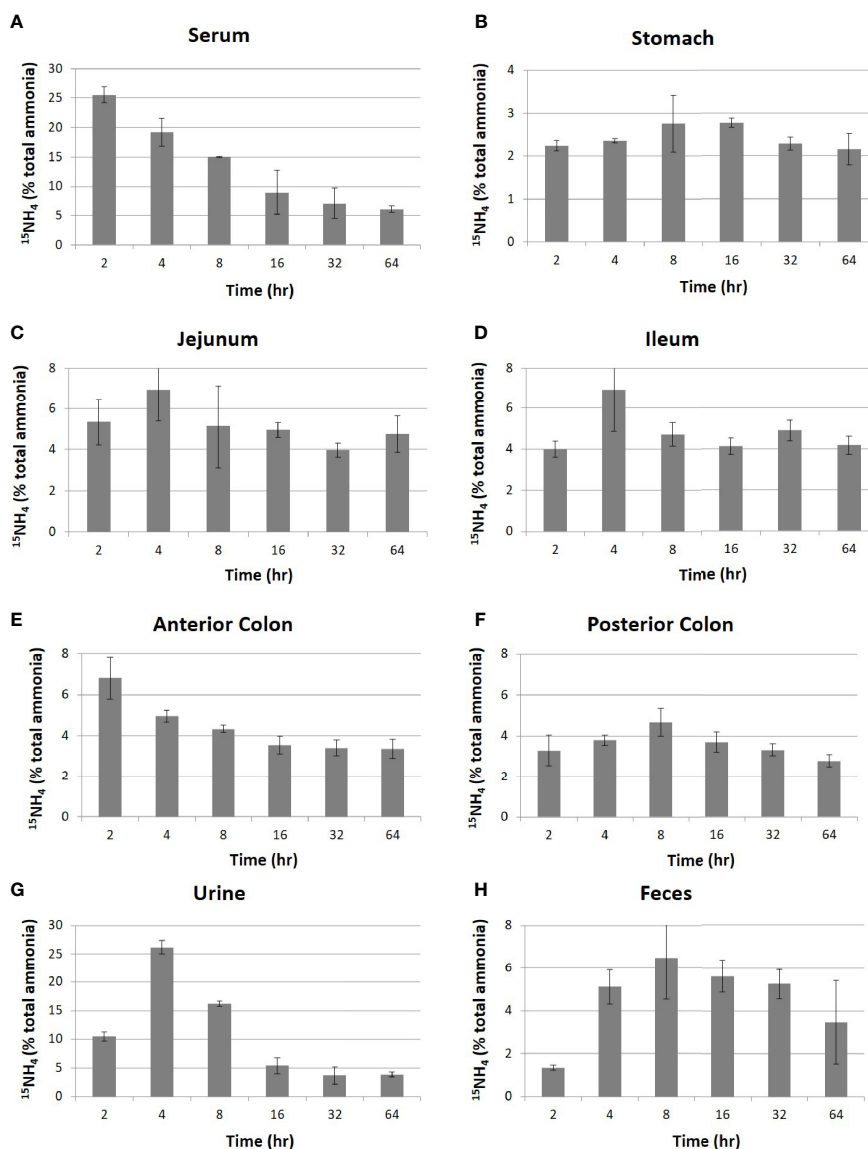 A
Serum
¹⁵NH₄ (% total ammonia)
30
25
20
15
10
5
0
2 4 8 16 32 64
Time (hr)
B
Stomach
¹⁵NH₄ (% total ammonia)
4
3
2
1
0
2 4 8 16 32 64
Time (hr)
C
Jejunum
¹⁵NH₄ (% total ammonia)
8
6
4
2
0
2 4 8 16 32 64
Time (hr)
D
Ileum
¹⁵NH₄ (% total ammonia)
8
6
4
2
0
2 4 8 16 32 64
Time (hr)
E
Anterior Colon
¹⁵NH₄ (% total ammonia)
8
6
4
2
0
2 4 8 16 32 64
Time (hr)
F
Posterior Colon
¹⁵NH₄ (% total ammonia)
8
6
4
2
0
2 4 8 16 32 64
Time (hr)
G
Urine
¹⁵NH₄ (% total ammonia)
30
25
20
15
10
5
0
2 4 8 16 32 64
Time (hr)
H
Feces
¹⁵NH₄ (% total ammonia)
8
6
4
2
0
2 4 8 16 32 64
Time (hr)